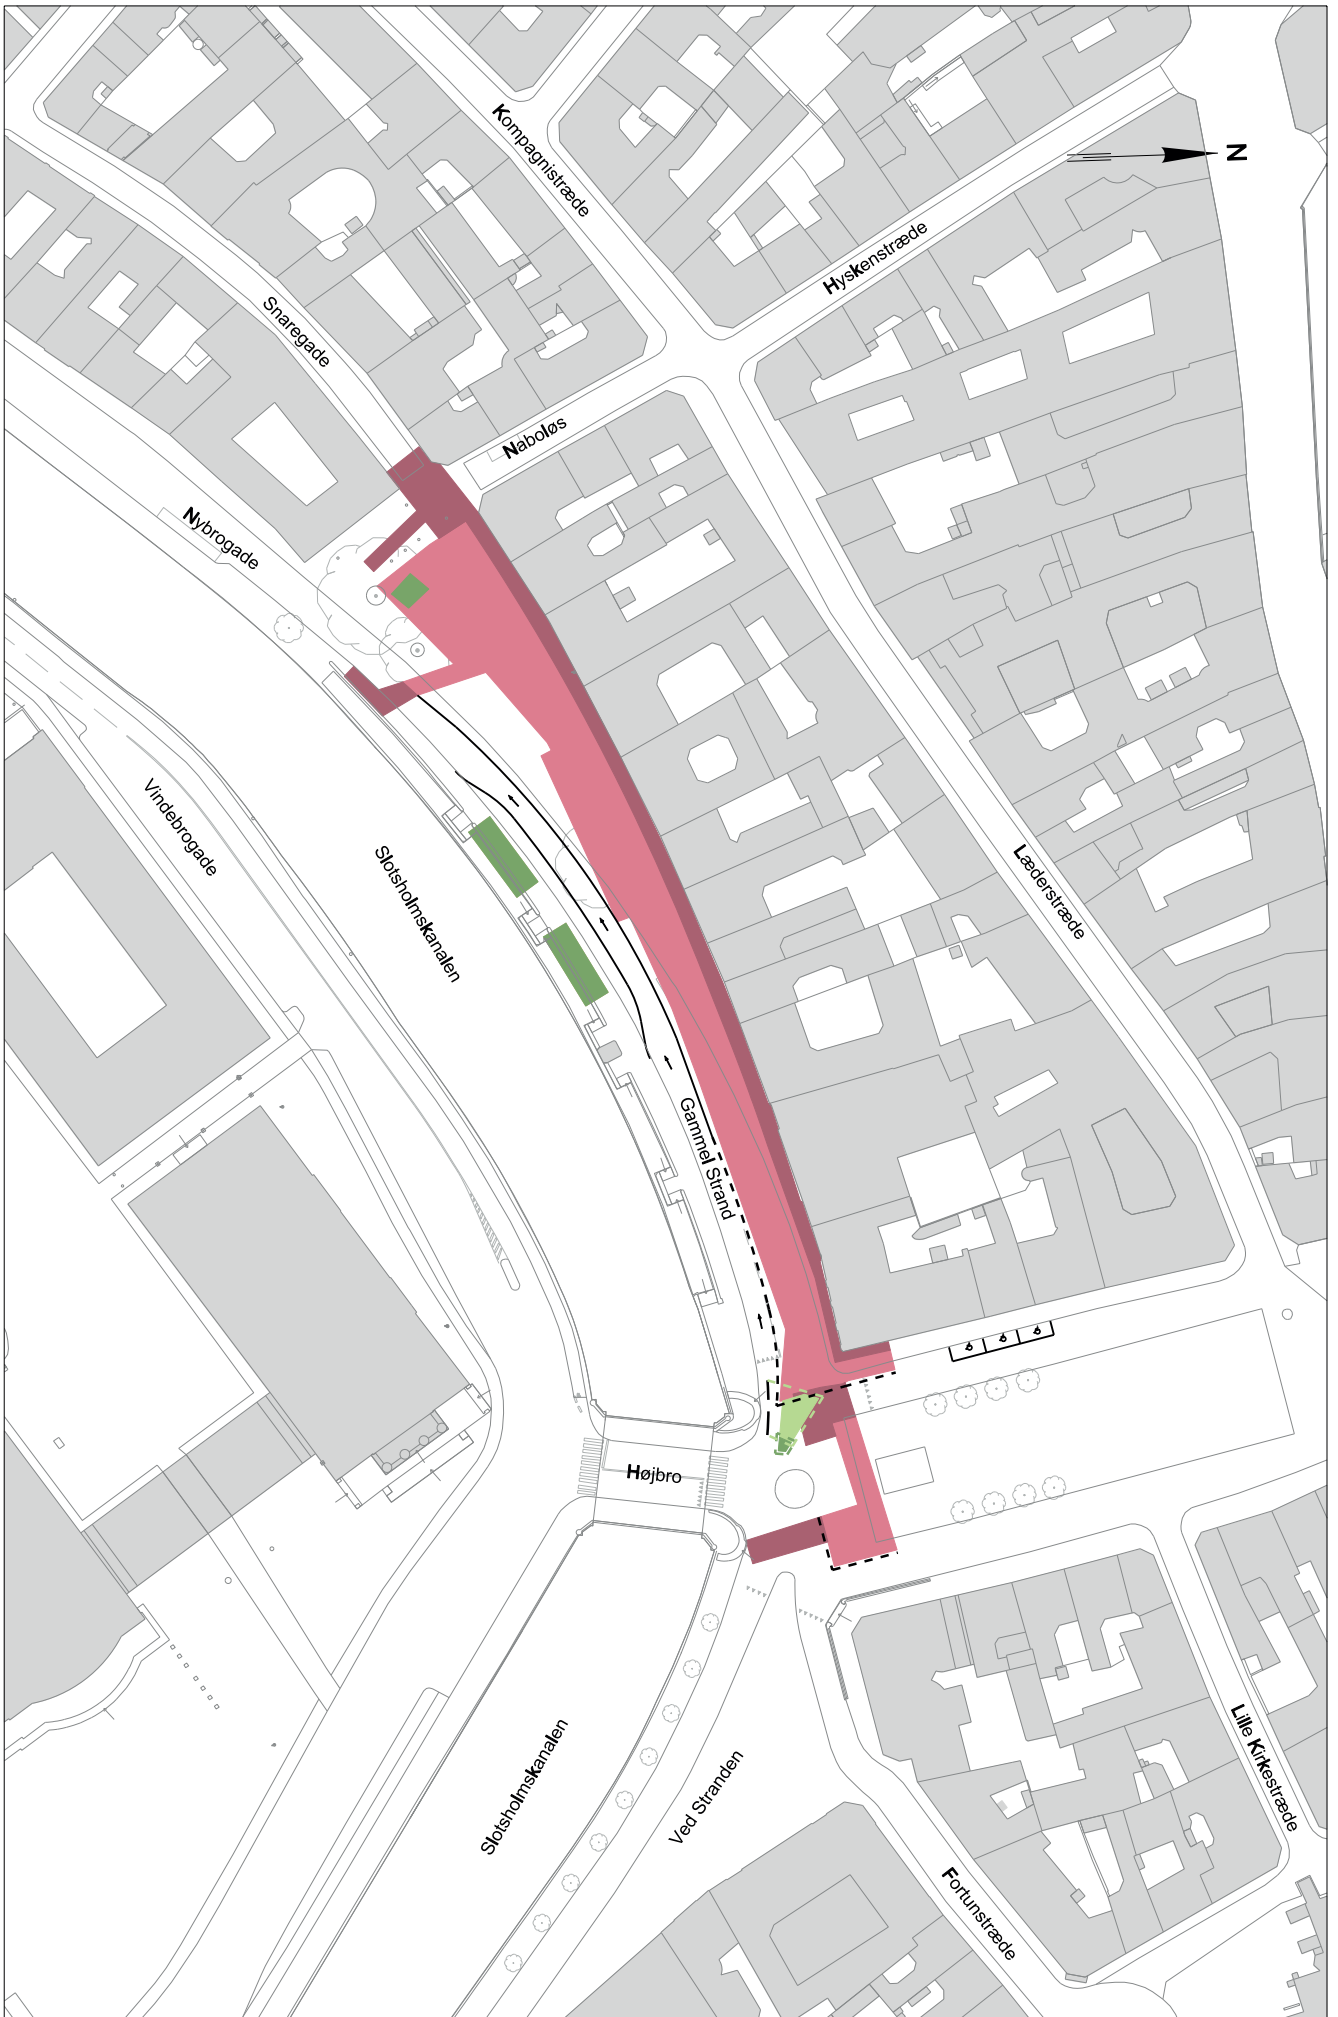 Kompagnistræde
N
Hyskenstræde
Snaregade
Naboløs
Nybrogade
Vindebrogade
Slotsholmskanalen
Læderstræde
Gammel Strand
Højbro
Slotsholmskanalen
Ved Stranden
Lille Kirkestræde
Fortunstræde